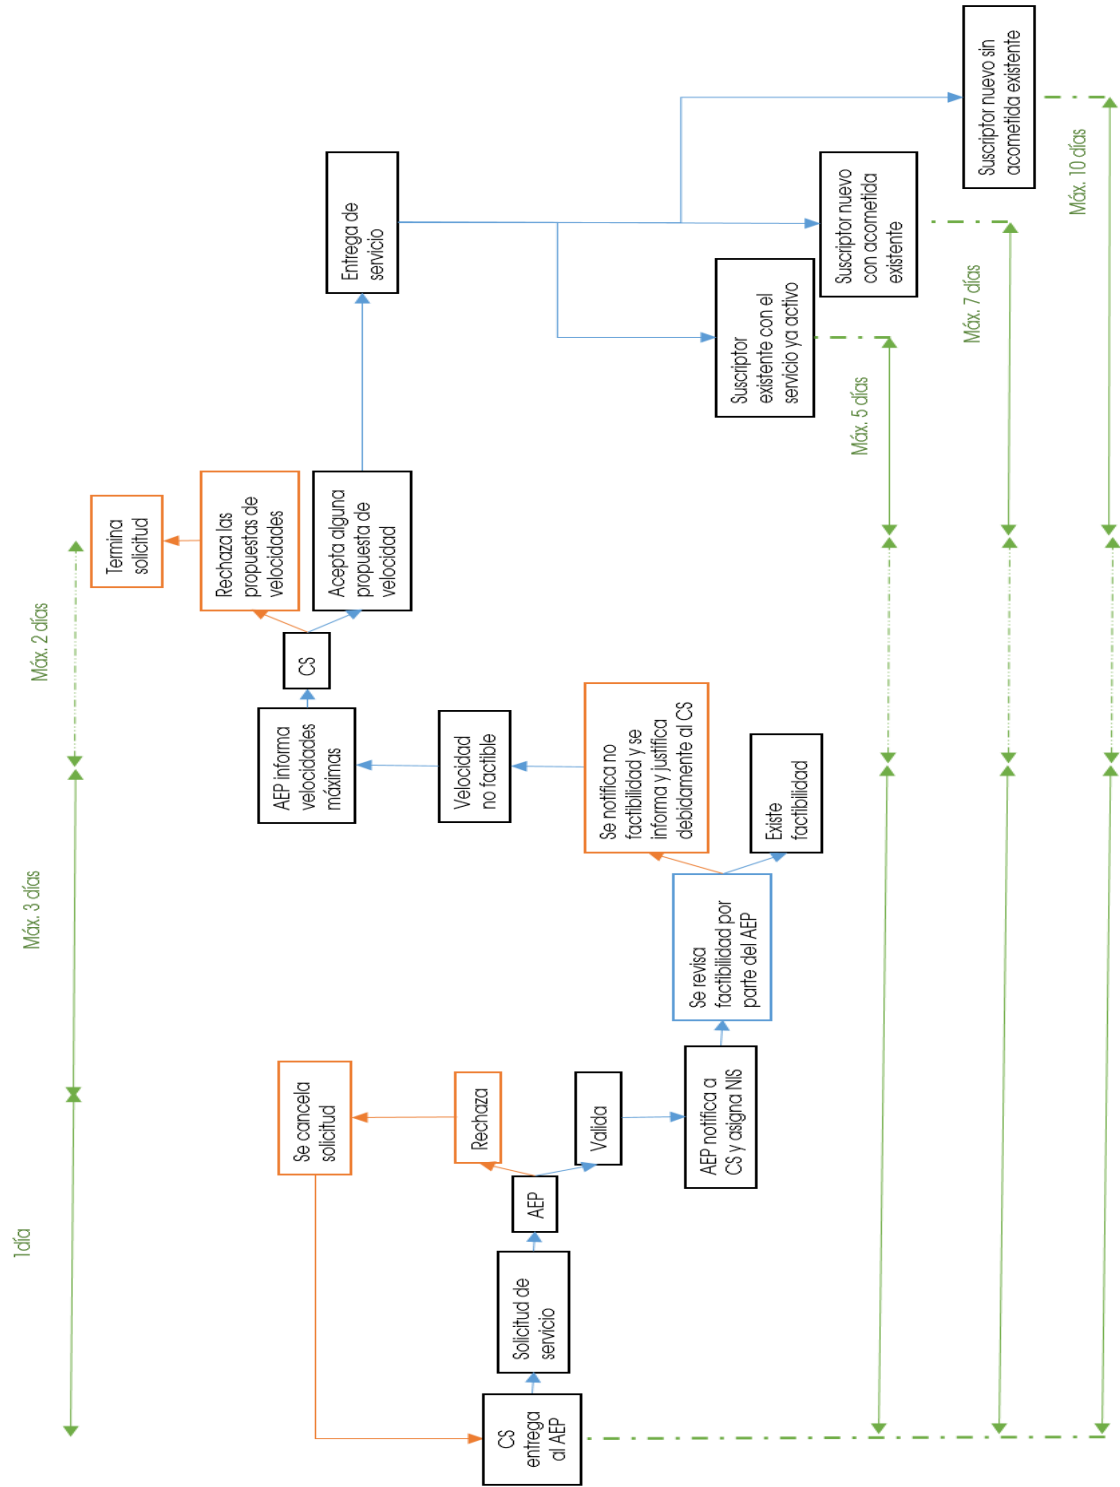 1día
Máx. 3 días
Máx. 2 días
CS
entrega
al AEP
Solicitud de
servicio
AEP
Rechaza
Se cancela
solicitud
Valida
AEP notifica a
CS y asigna NIS
Se revisa
factibilidad por
parte del AEP
Se notifica no
factibilidad y se
informa y justifica
debidamente al CS
Existe
factibilidad
Velocidad
no factible
AEP informa
velocidades
máximas
CS
Rechaza las
propuestas de
velocidades
Termina
solicitud
Acepta alguna
propuesta de
velocidad
Entrega de
servicio
Suscriptor
existente con el
servicio ya activo
Suscriptor nuevo
con acometida
existente
Suscriptor nuevo sin
acometida existente
Máx. 5 días
Máx. 7 días
Máx. 10 días